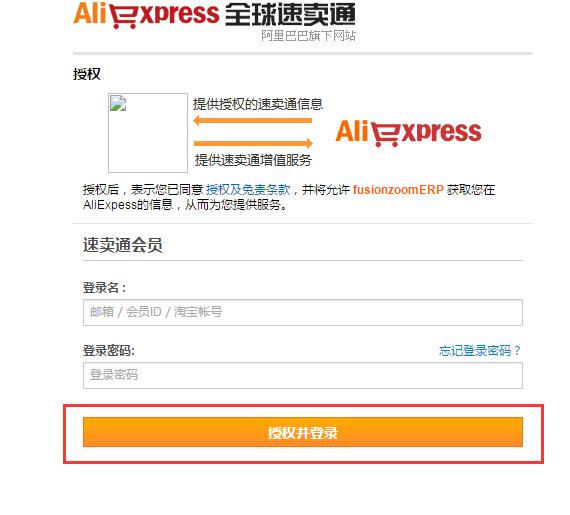 AliExpress 全球速卖通
阿里巴巴旗下网站
授权
提供授权的速卖通信息
AliExpress
提供速卖通增值服务
授权后，表示您已同意 授权及免责条款，并将允许 fusionzoomERP 获取您在
AliExpess的信息，从而为您提供服务。
速卖通会员
登录名 :
邮箱 / 会员ID / 淘宝帐号
登录密码:
忘记登录密码？
登录密码
授权并登录